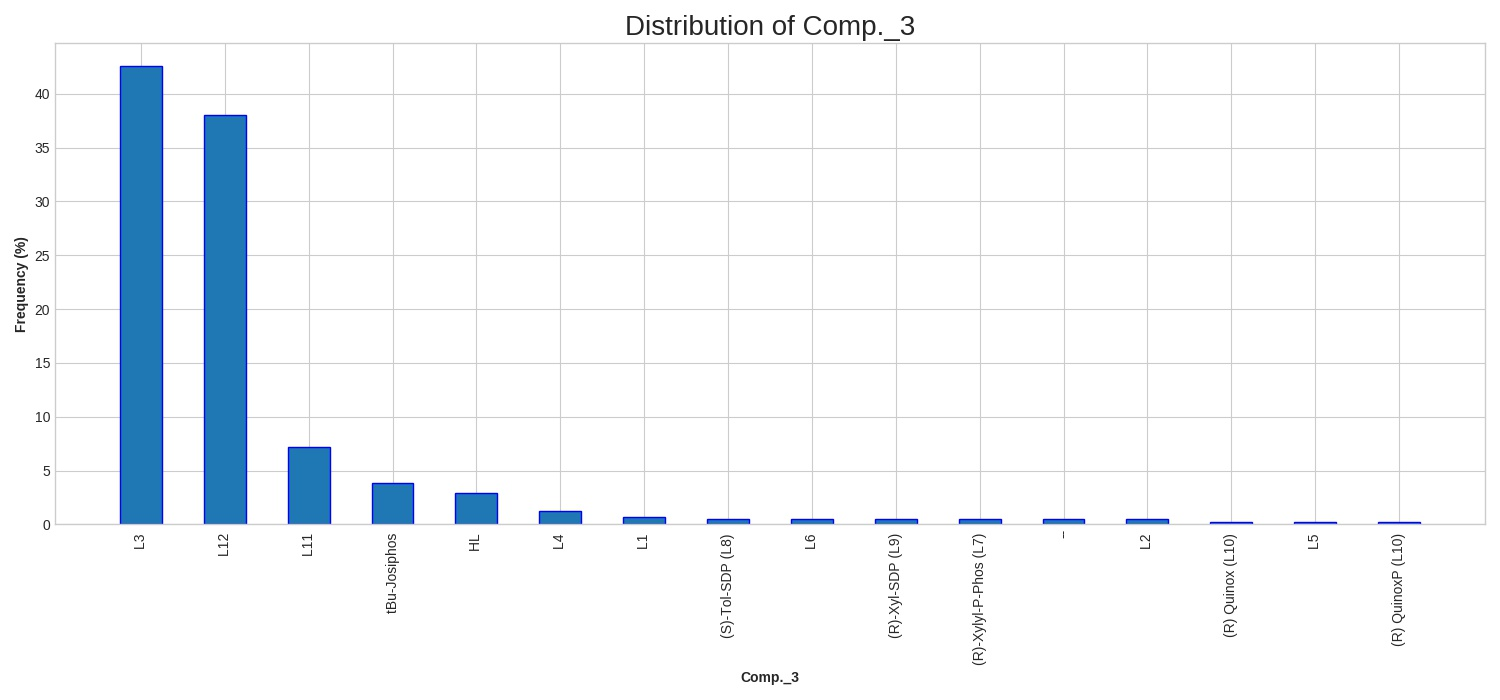 Distribution of Comp._3
Frequency (%)
40
35
30
25
20
15
10
5
0
L3
L12
L11
tBu-Josiphos
HL
L4
L1
(S)-Tol-SDP (L8)
L6
(R)-Xyl-SDP (L9)
(R)-Xylyl-P-Phos (L7)
–
L2
(R) Quinox (L10)
L5
(R) QuinoxP (L10)
Comp._3